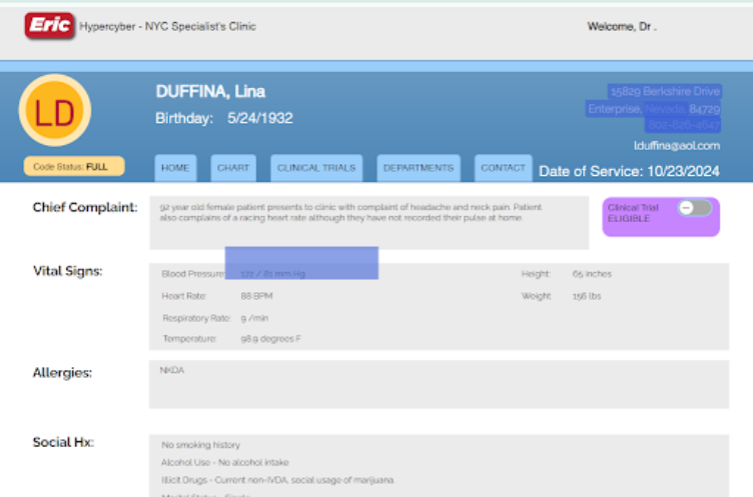 Eric Hypercyber - NYC Specialist's Clinic
Welcome, Dr .
LD
DUFFINA, Lina
Birthday: 5/24/1932
15829 Berkshire Drive
Enterprise, Nevada, 84729
802-826-4647
lduffina@aol.com
Code Status: FULL
HOME
CHART
CLINICAL TRIALS
DEPARTMENTS
CONTACT
Date of Service: 10/23/2024
Chief Complaint:
92 year old female patient presents to clinic with complaint of headache and neck pain. Patient
also complains of a racing heart rate although they have not recorded their pulse at home
Clinical Trial
ELIGIBLE
Vital Signs:
Blood Pressure: 172 / 81 mm Hg
Height: 65 inches
Heart Rate: 88 BPM
Weight 156 lbs
Respiratory Rate: 9 /min
Temperature: 98.9 degrees F
Allergies:
NKDA
Social Hx:
No smoking history
Alcohol Use - No alcohol intake
Illicit Drugs - Current non-IVDA, social usage of marijuana
Marital Status - Single